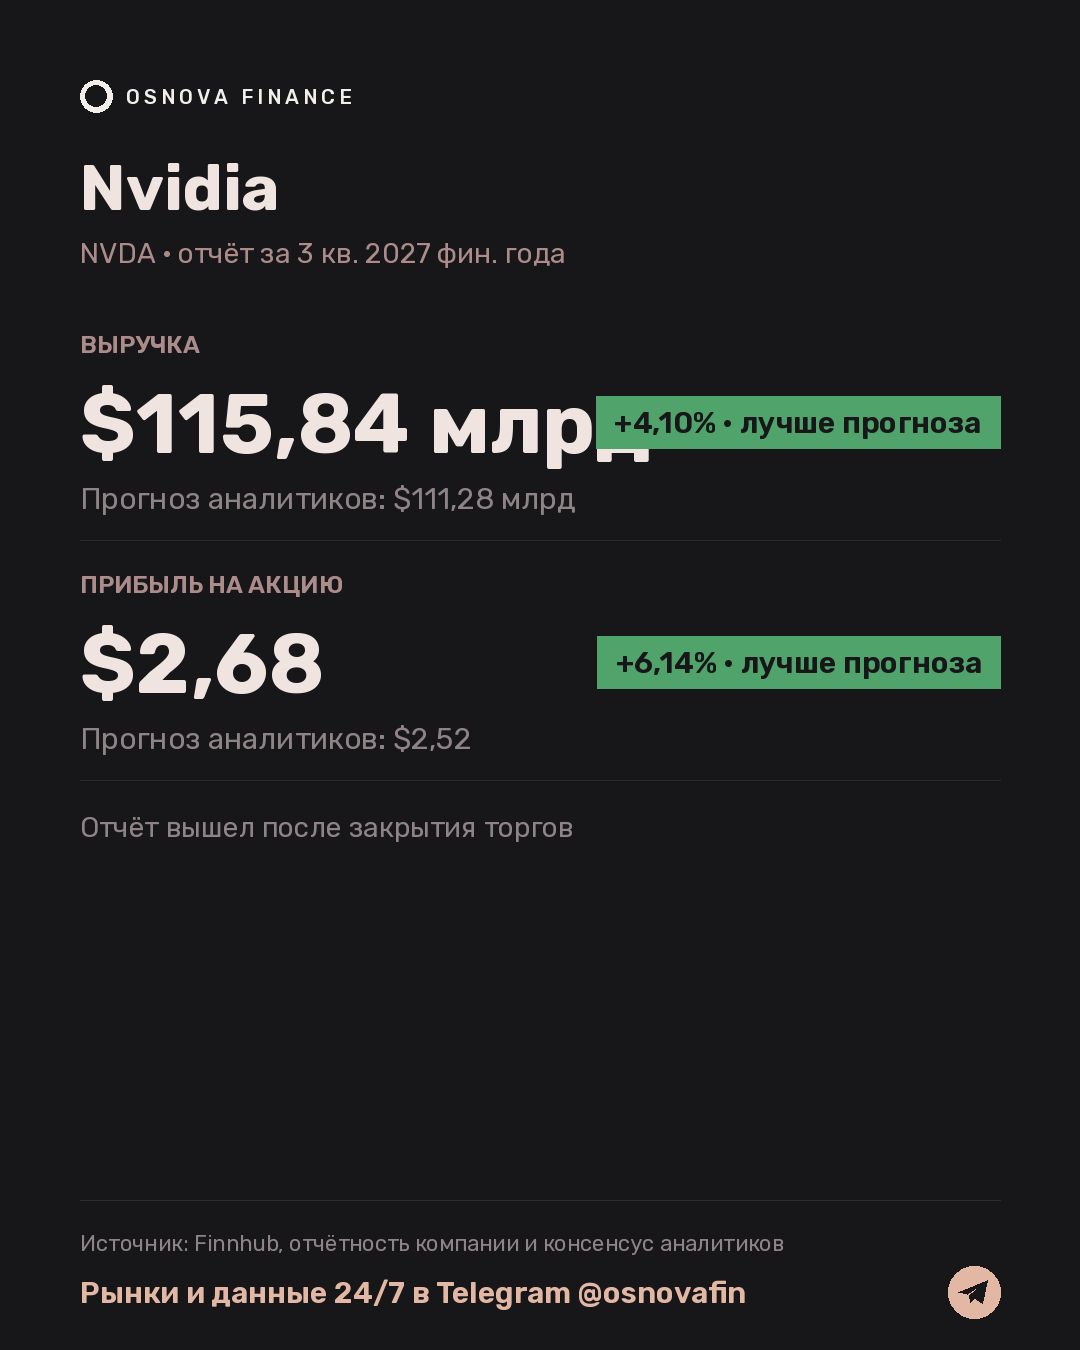 OSNOVA FINANCE
Nvidia
NVDA • отчёт за 3 кв. 2027 фин. года
ВЫРУЧКА
$115,84 млрд
+4,10% • лучше прогноза
Прогноз аналитиков: $111,28 млрд
ПРИБЫЛЬ НА АКЦИЮ
$2,68
+6,14% • лучше прогноза
Прогноз аналитиков: $2,52
Отчёт вышел после закрытия торгов
Источник: Finnhub, отчётность компании и консенсус аналитиков
Рынки и данные 24/7 в Telegram @osnovafin